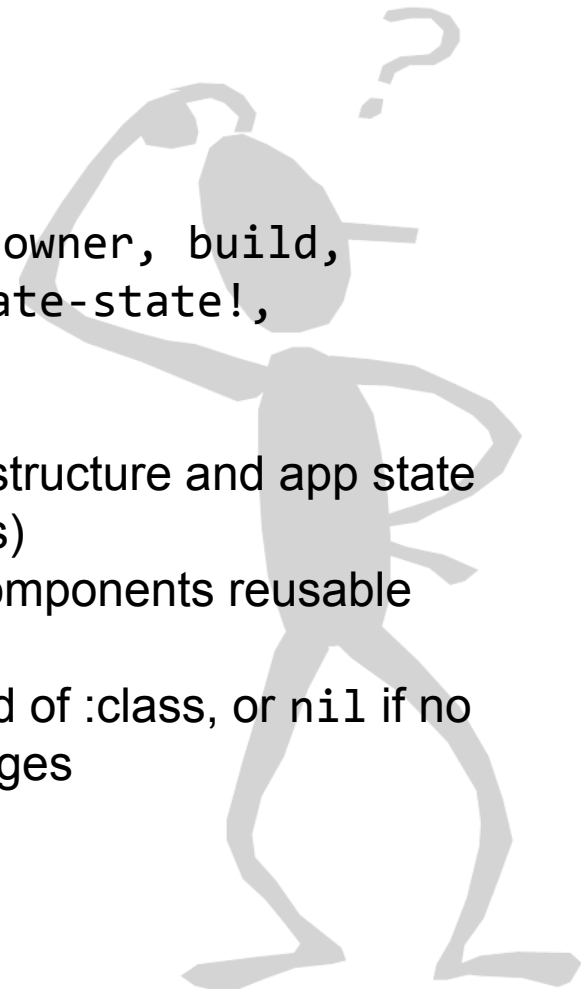 ?
owner, build,
ate-state!,
structure and app state
s)
omponents reusable
d of :class, or nil if no
ges